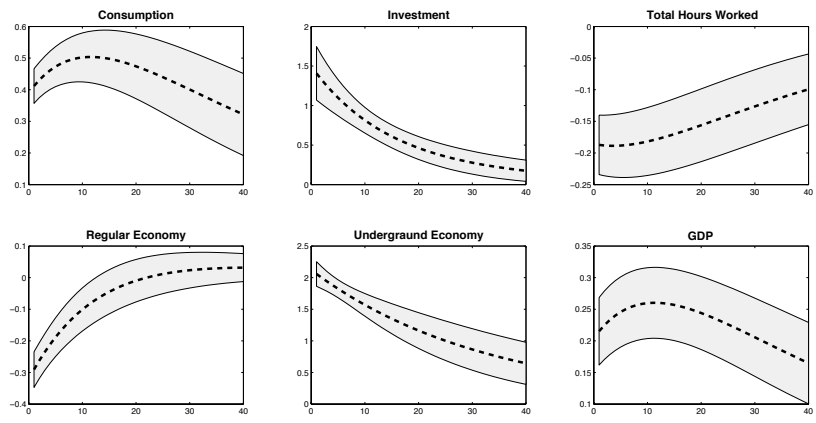 Consumption
0.6
0.5
0.4
0.3
0.2
0.1
0 10 20 30 40
Investment
2
1.5
1
0.5
0
0 10 20 30 40
Total Hours Worked
0
−0.05
−0.1
−0.15
−0.2
−0.25
0 10 20 30 40
Regular Economy
0.1
0
−0.1
−0.2
−0.3
−0.4
0 10 20 30 40
Undergraund Economy
2.5
2
1.5
1
0.5
0
0 10 20 30 40
GDP
0.35
0.3
0.25
0.2
0.15
0.1
0 10 20 30 40